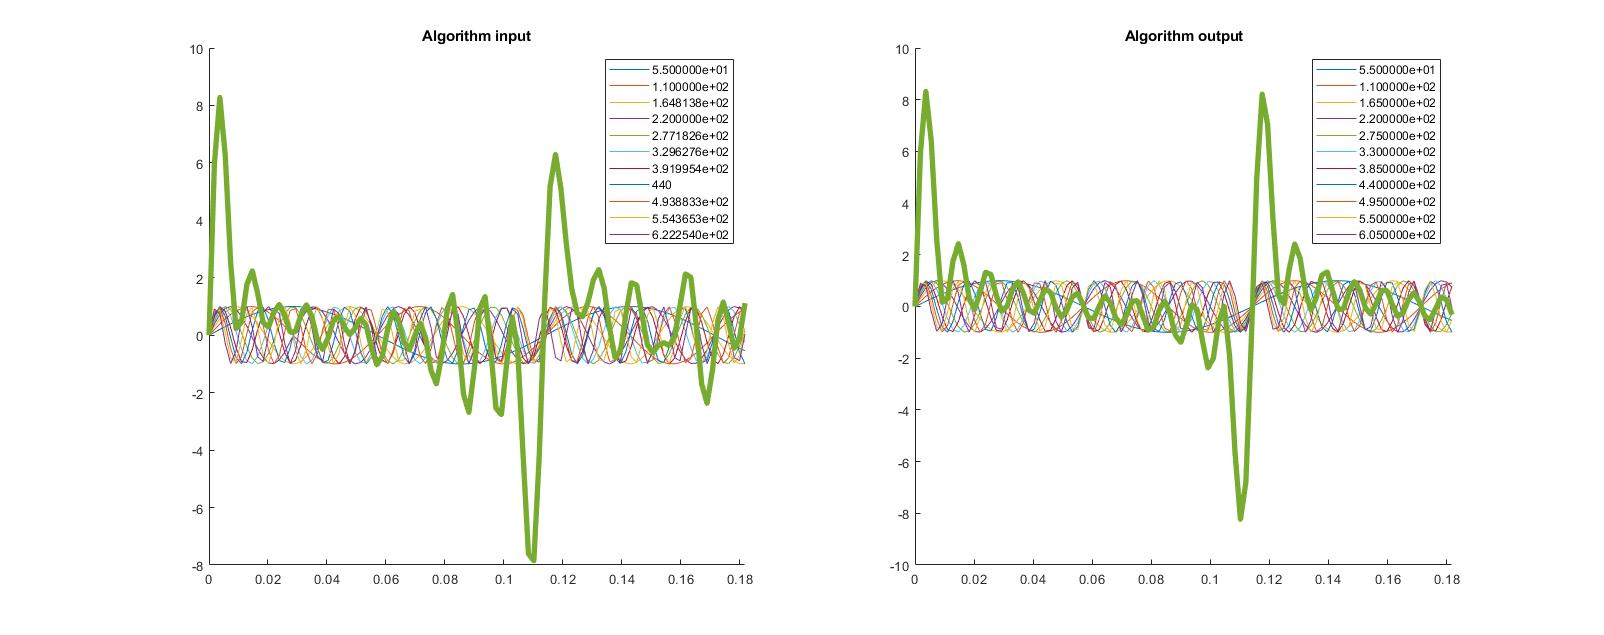 Algorithm input
10
8
6
4
2
0
-2
-4
-6
-8
0
0.02
0.04
0.06
0.08
0.1
0.12
0.14
0.16
0.18
5.500000e+01
1.100000e+02
1.648138e+02
2.200000e+02
2.771826e+02
3.296276e+02
3.919954e+02
440
4.938833e+02
5.543653e+02
6.222540e+02
Algorithm output
10
8
6
4
2
0
-2
-4
-6
-8
-10
0
0.02
0.04
0.06
0.08
0.1
0.12
0.14
0.16
0.18
5.500000e+01
1.100000e+02
1.650000e+02
2.200000e+02
2.750000e+02
3.300000e+02
3.850000e+02
4.400000e+02
4.950000e+02
5.500000e+02
6.050000e+02